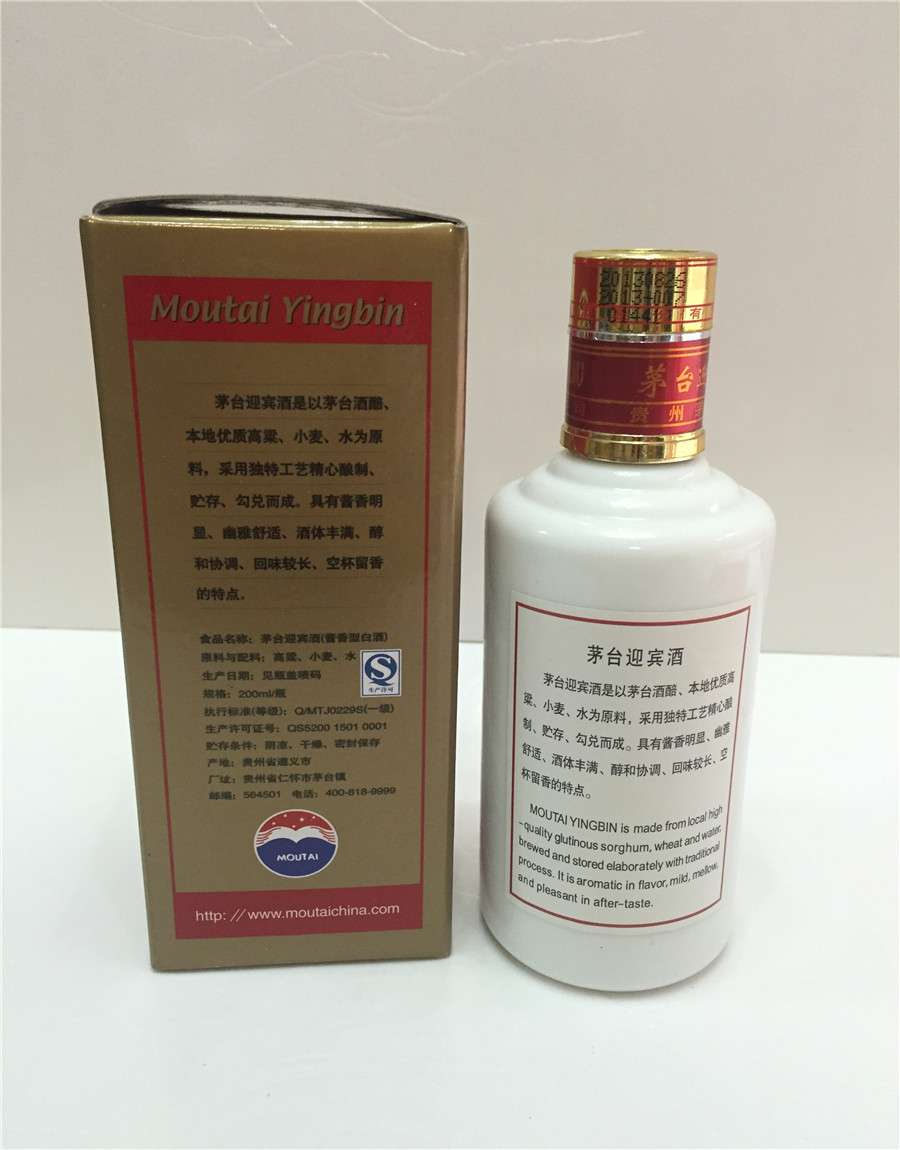 Moutai Yingbin
茅台迎宾酒是以茅台酒醅、
本地优质高粱、小麦、水为原
料，采用独特工艺精心酿制、
贮存、勾兑而成。具有酱香明
显、幽雅舒适、酒体丰满、醇
和协调、回味较长、空杯留香
的特点。
食品名称：茅台迎宾酒(酱香型白酒)
原料与配料：高粱、小麦、水
生产日期：见瓶盖喷码
规格：200ml/瓶
执行标准(等级)：Q/MTJ0229S(一级)
生产许可证号：QS5200 1501 0001
贮存条件：阴凉、干燥、密封保存
产地：贵州省遵义市
厂址：贵州省仁怀市茅台镇
邮编：564501 电话：400-818-9999
QS
生产许可
MOUTAI
http: //www.moutaichina.com
有
茅台
贵州
茅台迎宾酒
茅台迎宾酒是以茅台酒醅、本地优质高
粱、小麦、水为原料，采用独特工艺精心酿
制、贮存、勾兑而成。具有酱香明显、幽雅
舒适、酒体丰满、醇和协调、回味较长、空
杯留香的特点。
MOUTAI YINGBIN is made from local high
-quality glutinous sorghum, wheat and water,
brewed and stored elaborately with traditional
process. It is aromatic in flavor, mild, mellow,
and pleasant in after-taste.